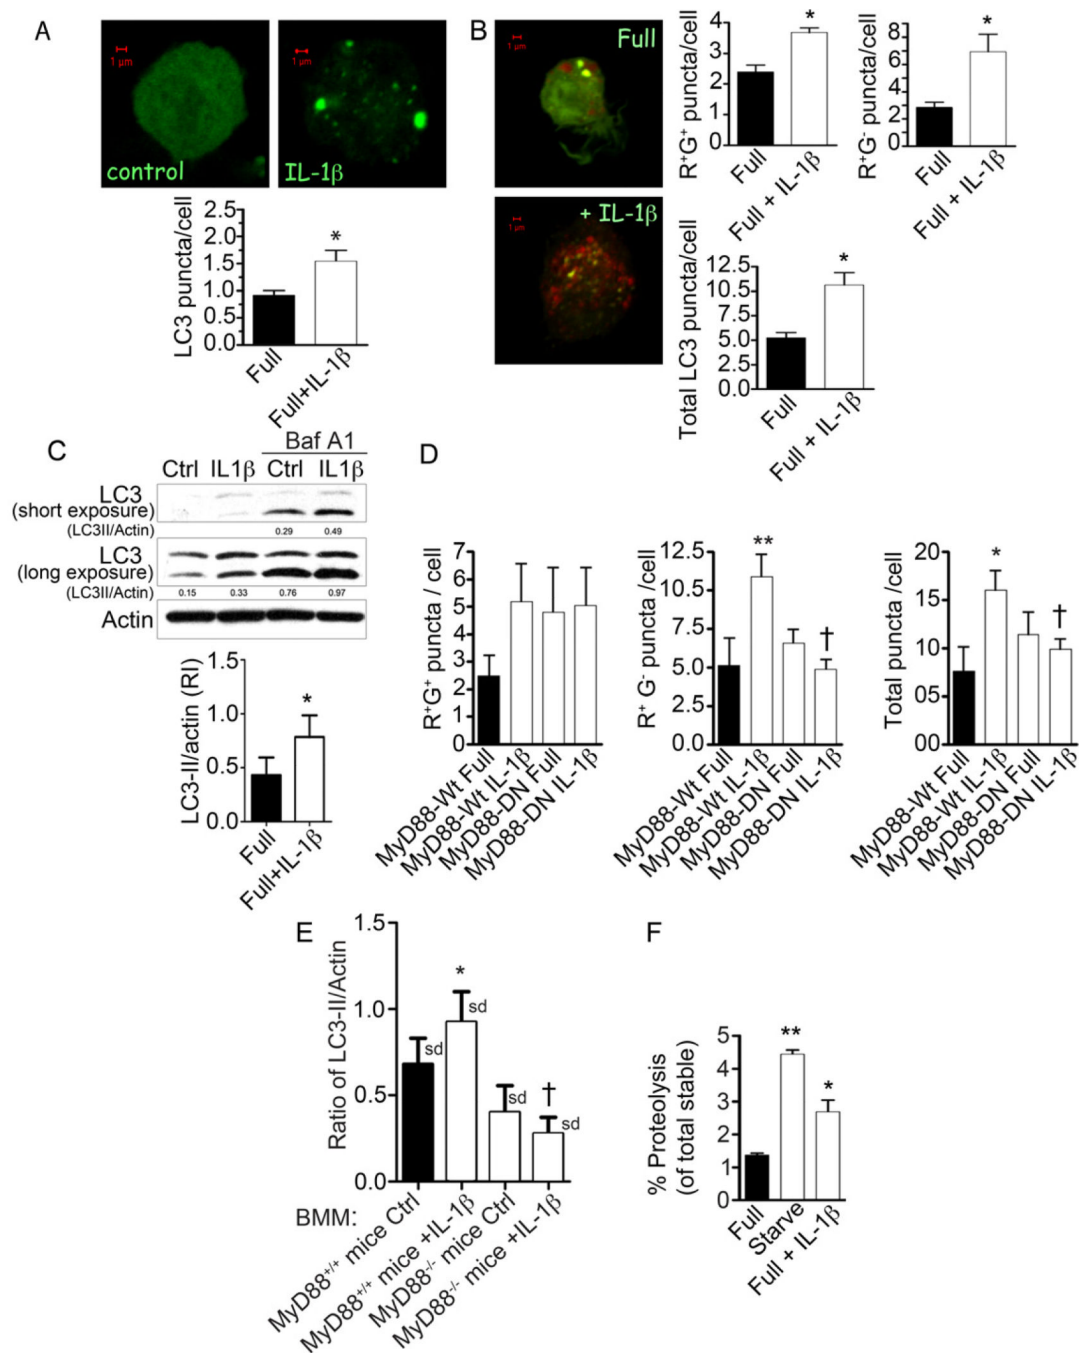 A
1 µm
control
1 µm
IL-1β
LC3 puncta/cell
2.5
2.0
1.5
1.0
0.5
0.0
*
Full
Full+IL-1β
B
Full
1 µm
+ IL-1β
1 µm
R⁺G⁺ puncta/cell
4
3
2
1
0
*
Full
Full + IL-1β
R⁺G⁻ puncta/cell
8
6
4
2
0
*
Full
Full + IL-1β
Total LC3 puncta/cell
12.5
10.5
7.5
5.0
2.5
0.0
*
Full
Full + IL-1β
C
Baf A1
Ctrl IL1β Ctrl IL1β
LC3
(short exposure)
(LC3II/Actin)
0.29 0.49
LC3
(long exposure)
(LC3II/Actin)
0.15 0.33 0.76 0.97
Actin
LC3-II/actin (RI)
1.5
1.0
0.5
0.0
*
Full
Full+IL-1β
D
R⁺G⁺ puncta / cell
7
6
5
4
3
2
1
0
MyD88-Wt Full
MyD88-Wt IL-1β
MyD88-DN Full
MyD88-DN IL-1β
R⁺ G⁻ puncta /cell
12.5
10.0
7.5
5.0
2.5
0.0
**
†
MyD88-Wt Full
MyD88-Wt IL-1β
MyD88-DN Full
MyD88-DN IL-1β
Total puncta /cell
20
15
10
05
00
*
†
MyD88-Wt Full
MyD88-Wt IL-1β
MyD88-DN Full
MyD88-DN IL-1β
E
Ratio of LC3-II/Actin
1.5
1.0
0.5
0.0
*
†
sd
sd
sd
sd
BMM:
MyD88⁺/⁺ mice Ctrl
MyD88⁺/⁺ mice +IL-1β
MyD88⁻/⁻ mice Ctrl
MyD88⁻/⁻ mice +IL-1β
F
% Proteolysis
(of total stable)
5
4
3
2
1
0
**
*
Full
Starve
Full + IL-1β